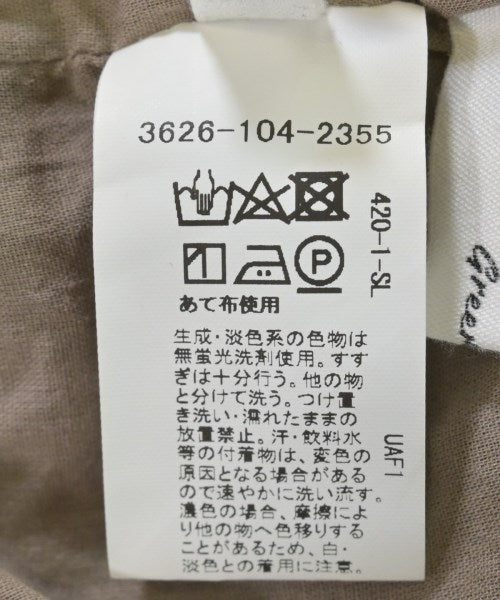 3626-104-2355
420-1-SL
P
あて布使用
生成・淡色系の色物は
無蛍光洗剤使用。すす
ぎは十分行う。他の物
と分けて洗う。つけ置
き洗い・濡れたままの
放置禁止。汗・飲料水
等の付着物は、変色の
原因となる場合がある
ので速やかに洗い流す。
濃色の場合、摩擦によ
り他の物へ色移りする
ことがあるため、白・
淡色との着用に注意。
UAF1
Green